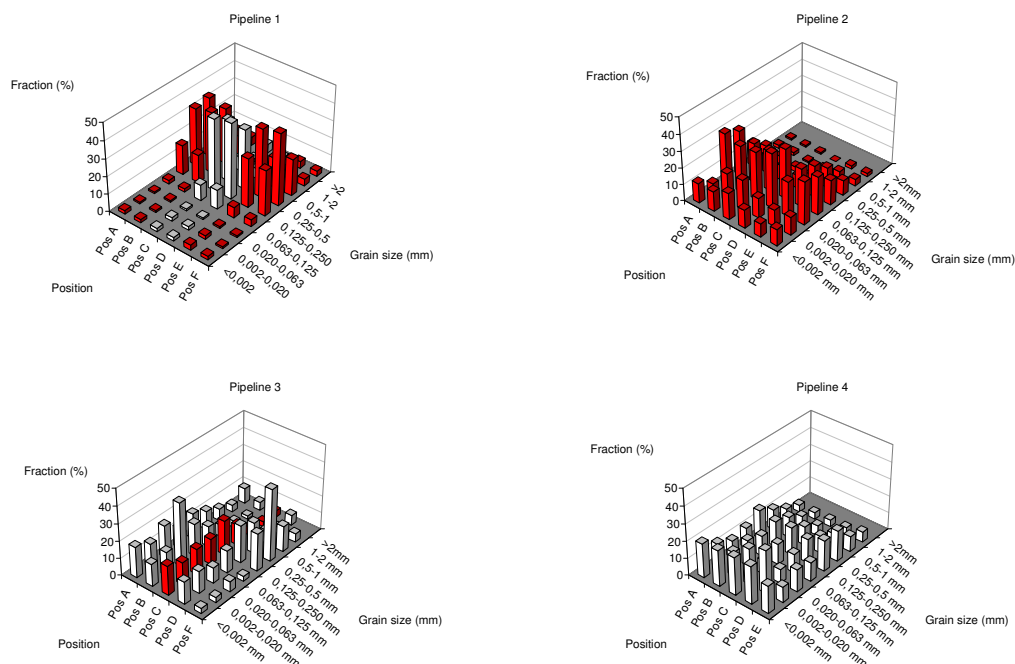 Pipeline 1
Fraction (%)
50
40
30
20
10
0
Pos A
Pos B
Pos C
Pos D
Pos E
Pos F
Position
<0,002
0,002-0,020
0,020-0,063
0,063-0,125
0,125-0,250
0,25-0,5
0,5-1
1-2
>2
Grain size (mm)
Pipeline 2
Fraction (%)
50
40
30
20
10
0
Pos A
Pos B
Pos C
Pos D
Pos E
Pos F
Position
<0,002 mm
0,002-0,020 mm
0,020-0,063 mm
0,063-0,125 mm
0,125-0,250 mm
0,25-0,5 mm
0,5-1 mm
1-2 mm
>2mm
Grain size (mm)
Pipeline 3
Fraction (%)
50
40
30
20
10
0
Pos A
Pos B
Pos C
Pos D
Pos F
Position
<0,002 mm
0,002-0,020 mm
0,020-0,063 mm
0,063-0,125 mm
0,125-0,250 mm
0,25-0,5 mm
0,5-1 mm
1-2 mm
>2mm
Grain size (mm)
Pipeline 4
Fraction (%)
50
40
30
20
10
0
Pos A
Pos B
Pos C
Pos D
Pos E
Position
<0,002 mm
0,002-0,020 mm
0,020-0,063 mm
0,063-0,125 mm
0,125-0,250 mm
0,25-0,5 mm
0,5-1 mm
1-2 mm
>2mm
Grain size (mm)